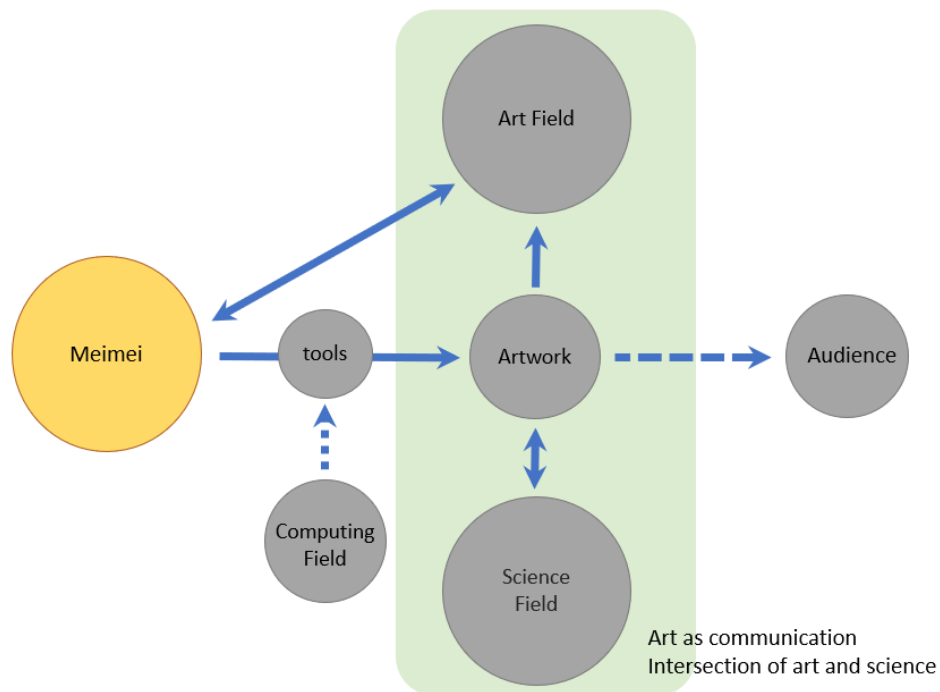 Art Field
Meimei
tools
Artwork
Audience
Computing
Field
Science
Field
Art as communication
Intersection of art and science